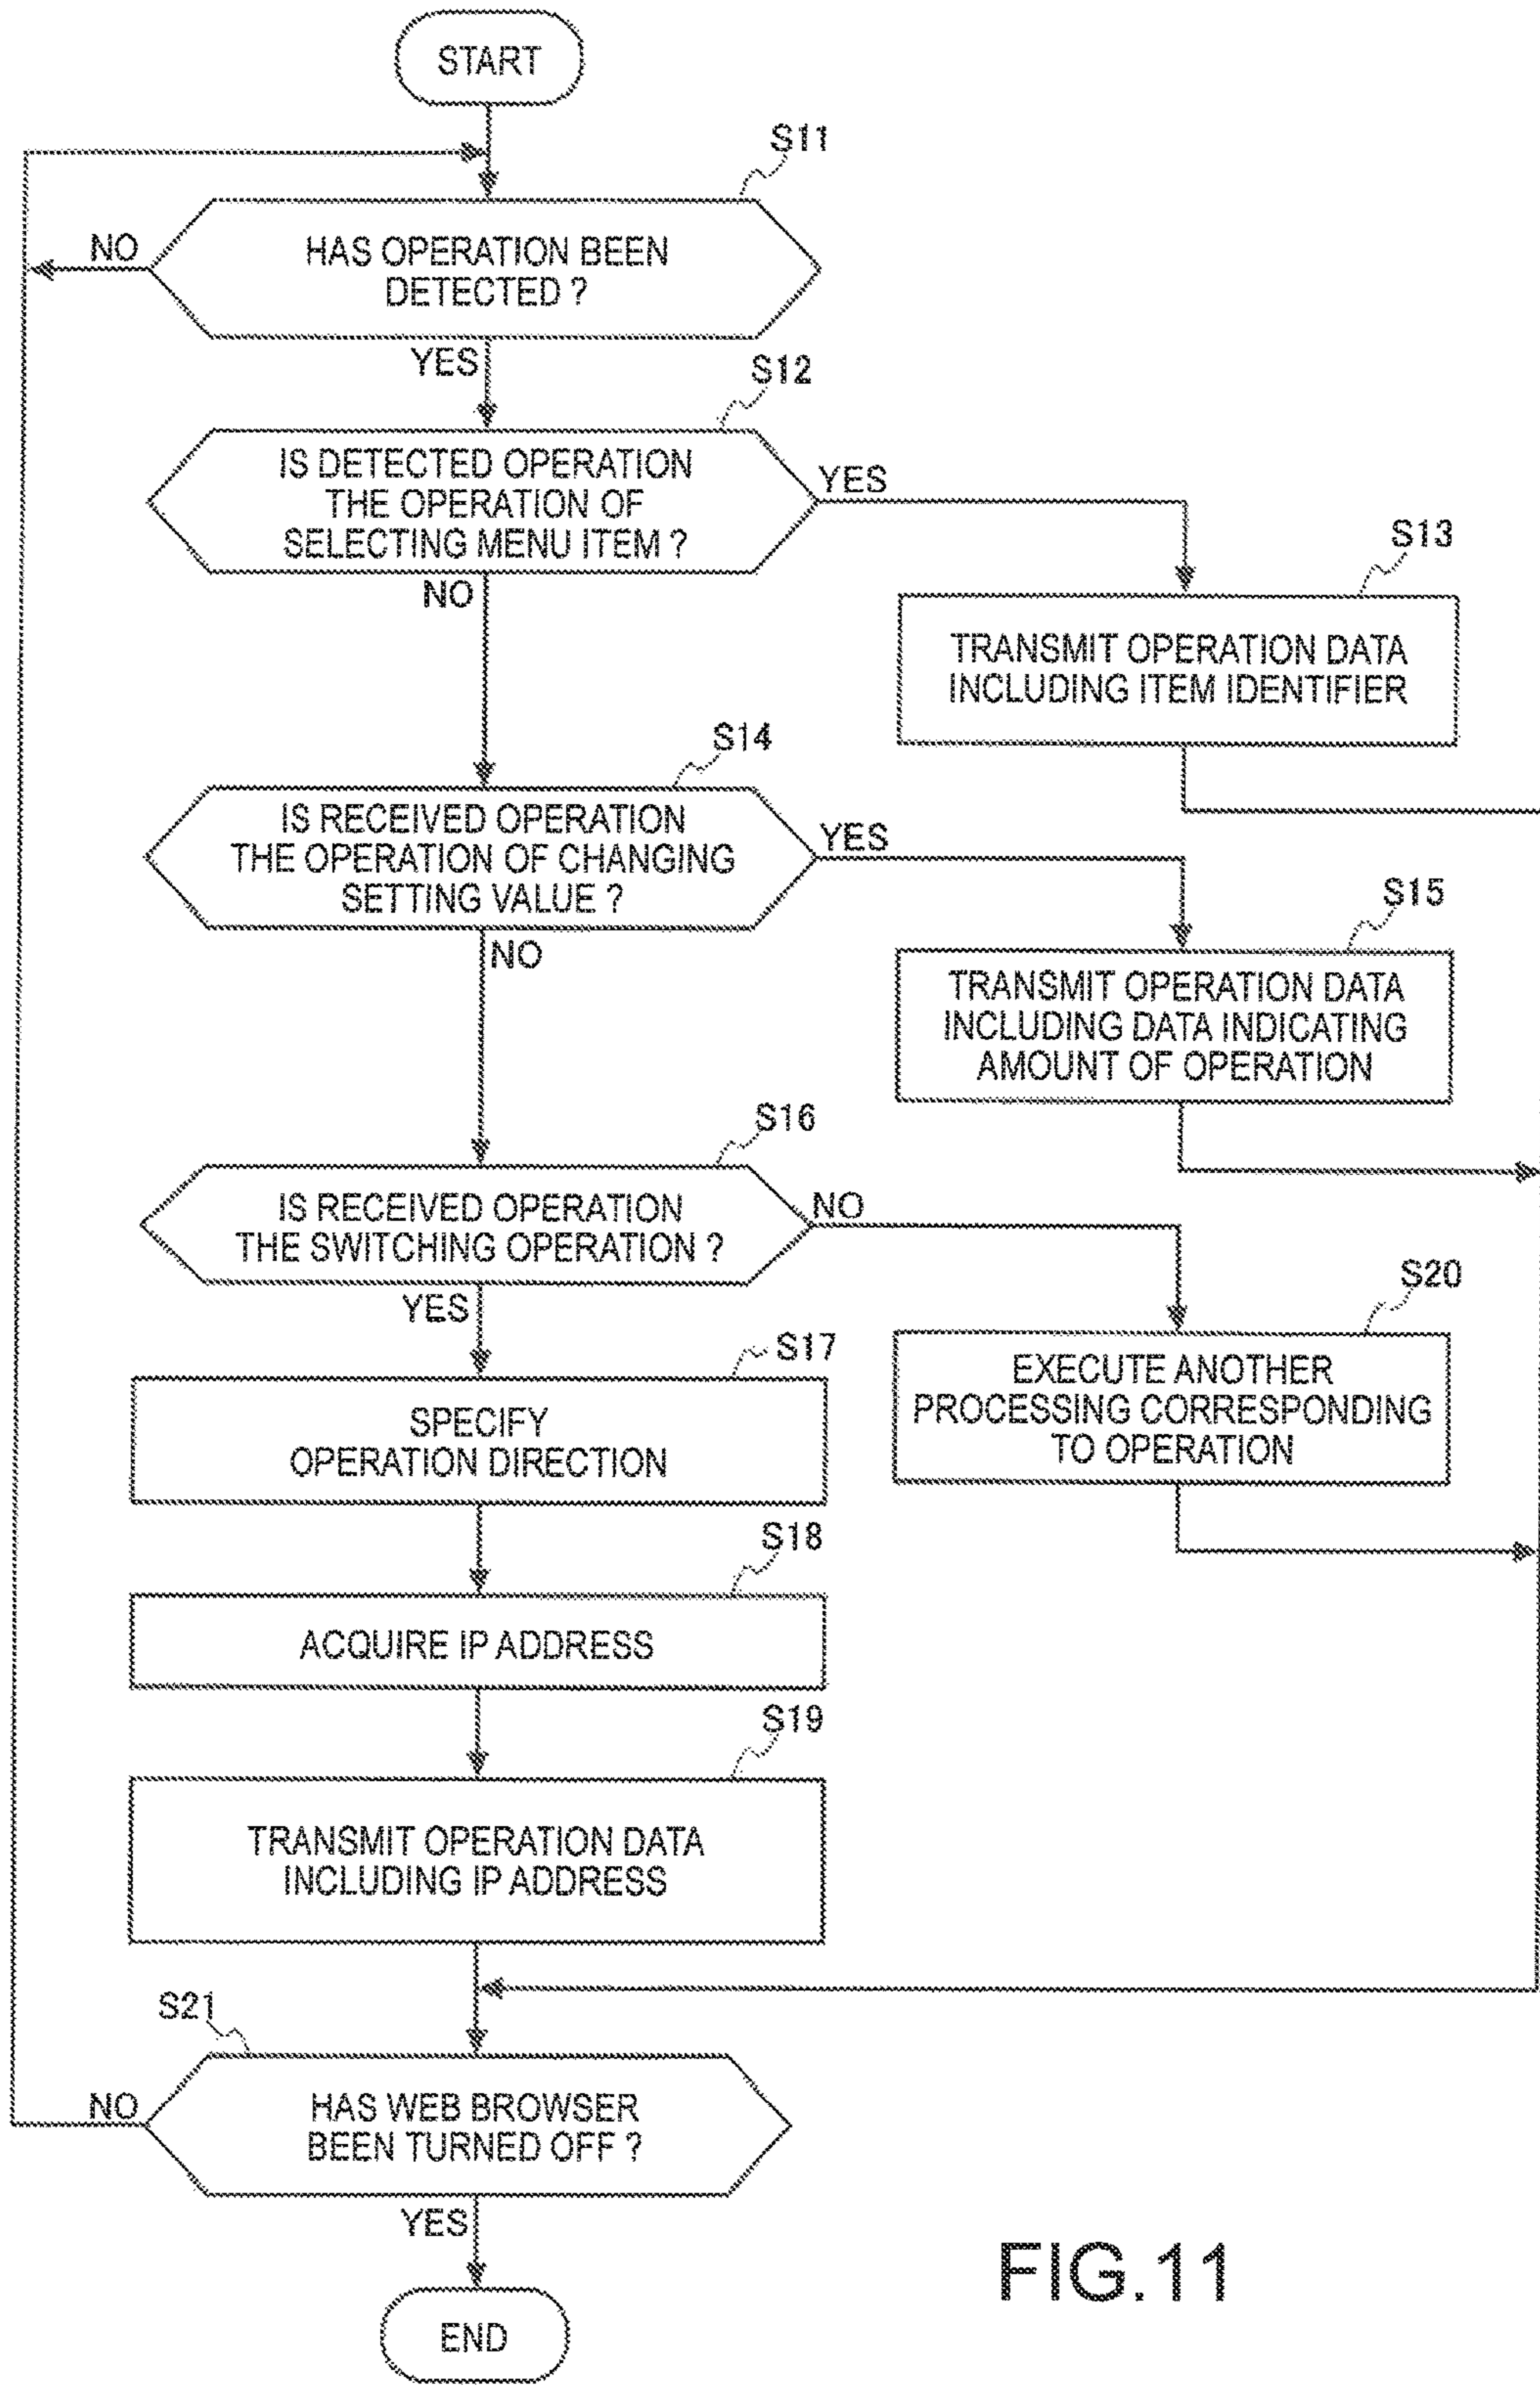 START
S11
HAS OPERATION BEEN
DETECTED ?
NO
YES
S12
IS DETECTED OPERATION
THE OPERATION OF
SELECTING MENU ITEM ?
YES
NO
S13
TRANSMIT OPERATION DATA
INCLUDING ITEM IDENTIFIER
S14
IS RECEIVED OPERATION
THE OPERATION OF CHANGING
SETTING VALUE ?
YES
NO
S15
TRANSMIT OPERATION DATA
INCLUDING DATA INDICATING
AMOUNT OF OPERATION
S16
IS RECEIVED OPERATION
THE SWITCHING OPERATION ?
NO
YES
S20
EXECUTE ANOTHER
PROCESSING CORRESPONDING
TO OPERATION
S17
SPECIFY
OPERATION DIRECTION
S18
ACQUIRE IP ADDRESS
S19
TRANSMIT OPERATION DATA
INCLUDING IP ADDRESS
S21
HAS WEB BROWSER
BEEN TURNED OFF ?
NO
YES
END
FIG.11